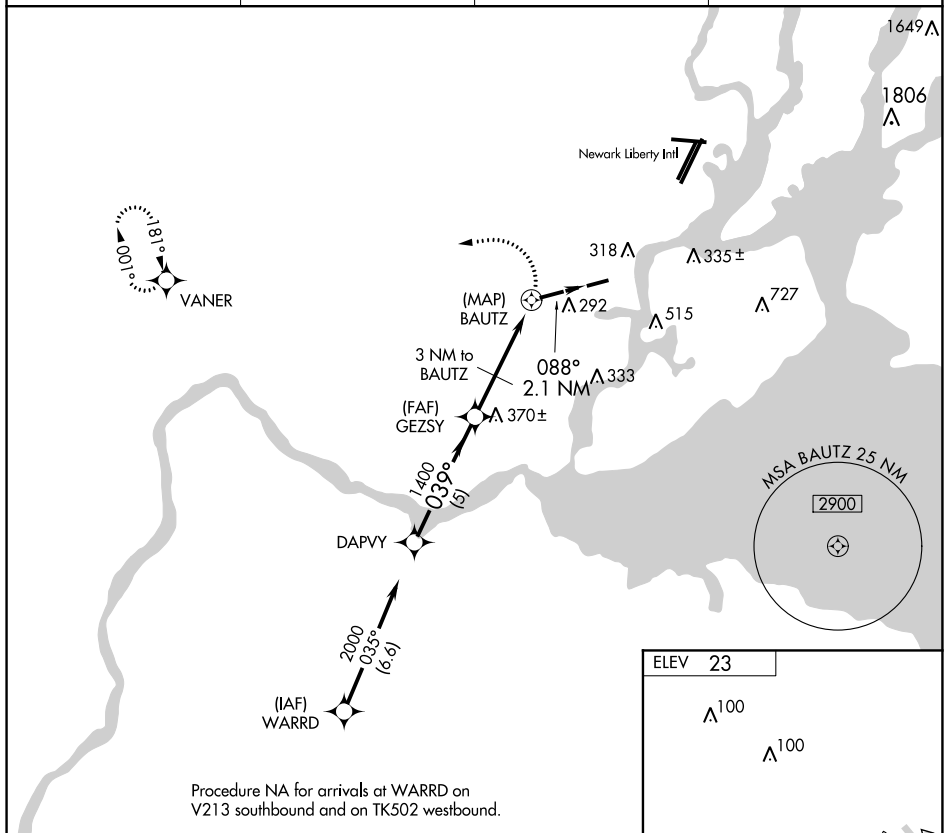 1649
1806
Newark Liberty Intl
318
335±
181°
001°
VANER
(MAP)
BAUTZ
292
727
515
3 NM to
BAUTZ
088°
2.1 NM
333
(FAF)
GEZSY
370±
1400
039°
(5)
MSA BAUTZ 25 NM
2900
DAPVY
2000
035°
(6.6)
(IAF)
WARRD
ELEV 23
100
100
Procedure NA for arrivals at WARRD on
V213 southbound and on TK502 westbound.